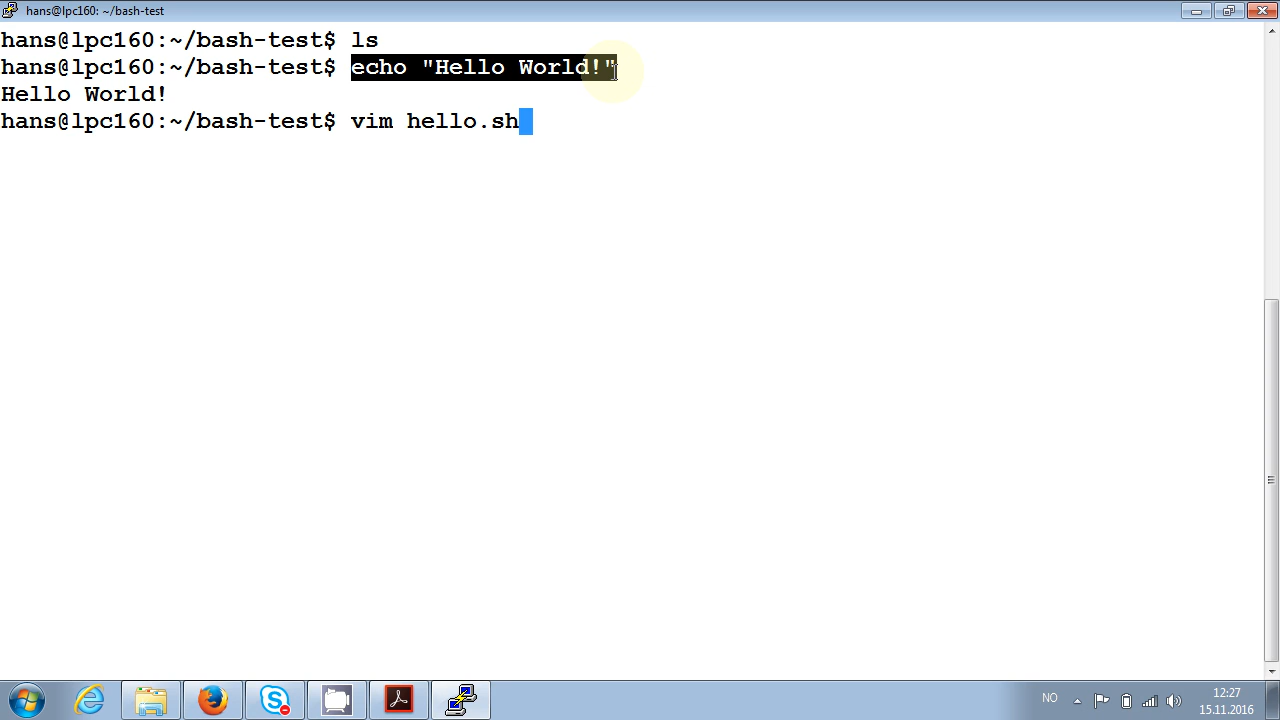 hans@lpc160: ~/bash-test
hans@lpc160:~/bash-test$ ls
hans@lpc160:~/bash-test$ echo "Hello World!"
Hello World!
hans@lpc160:~/bash-test$ vim hello.sh
NO
12:27
15.11.2016